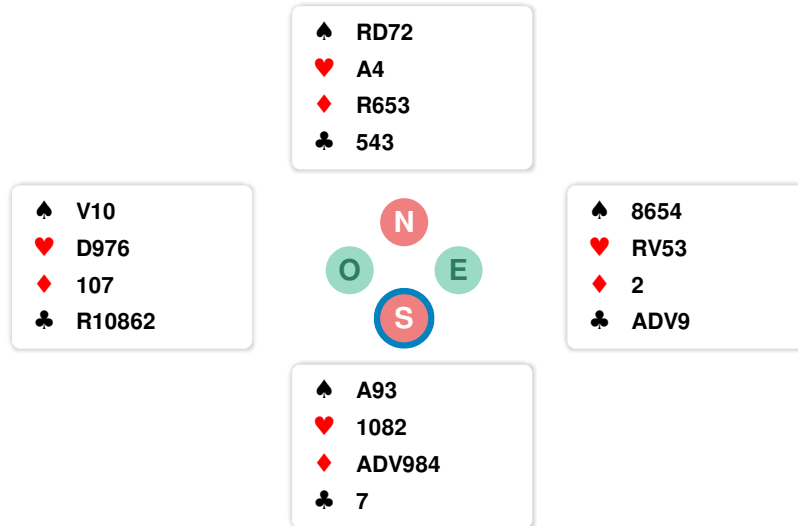 ♠ RD72
♥ A4
♦ R653
♣ 543
♠ V10
♥ D976
♦ 107
♣ R10862
N
O E
S
♠ 8654
♥ RV53
♦ 2
♣ ADV9
♠ A93
♥ 1082
♦ ADV984
♣ 7